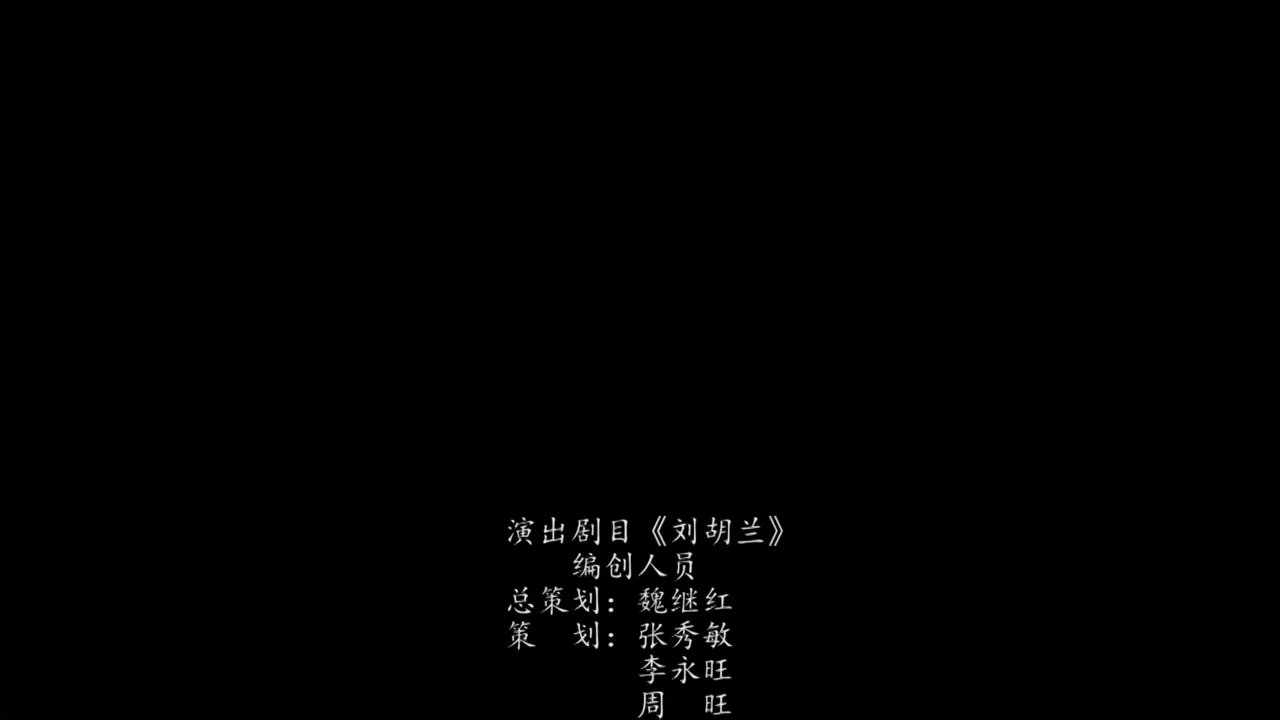 演出剧目《刘胡兰》
编创人员
总策划：魏继红
策　划：张秀敏
李永旺
周　旺